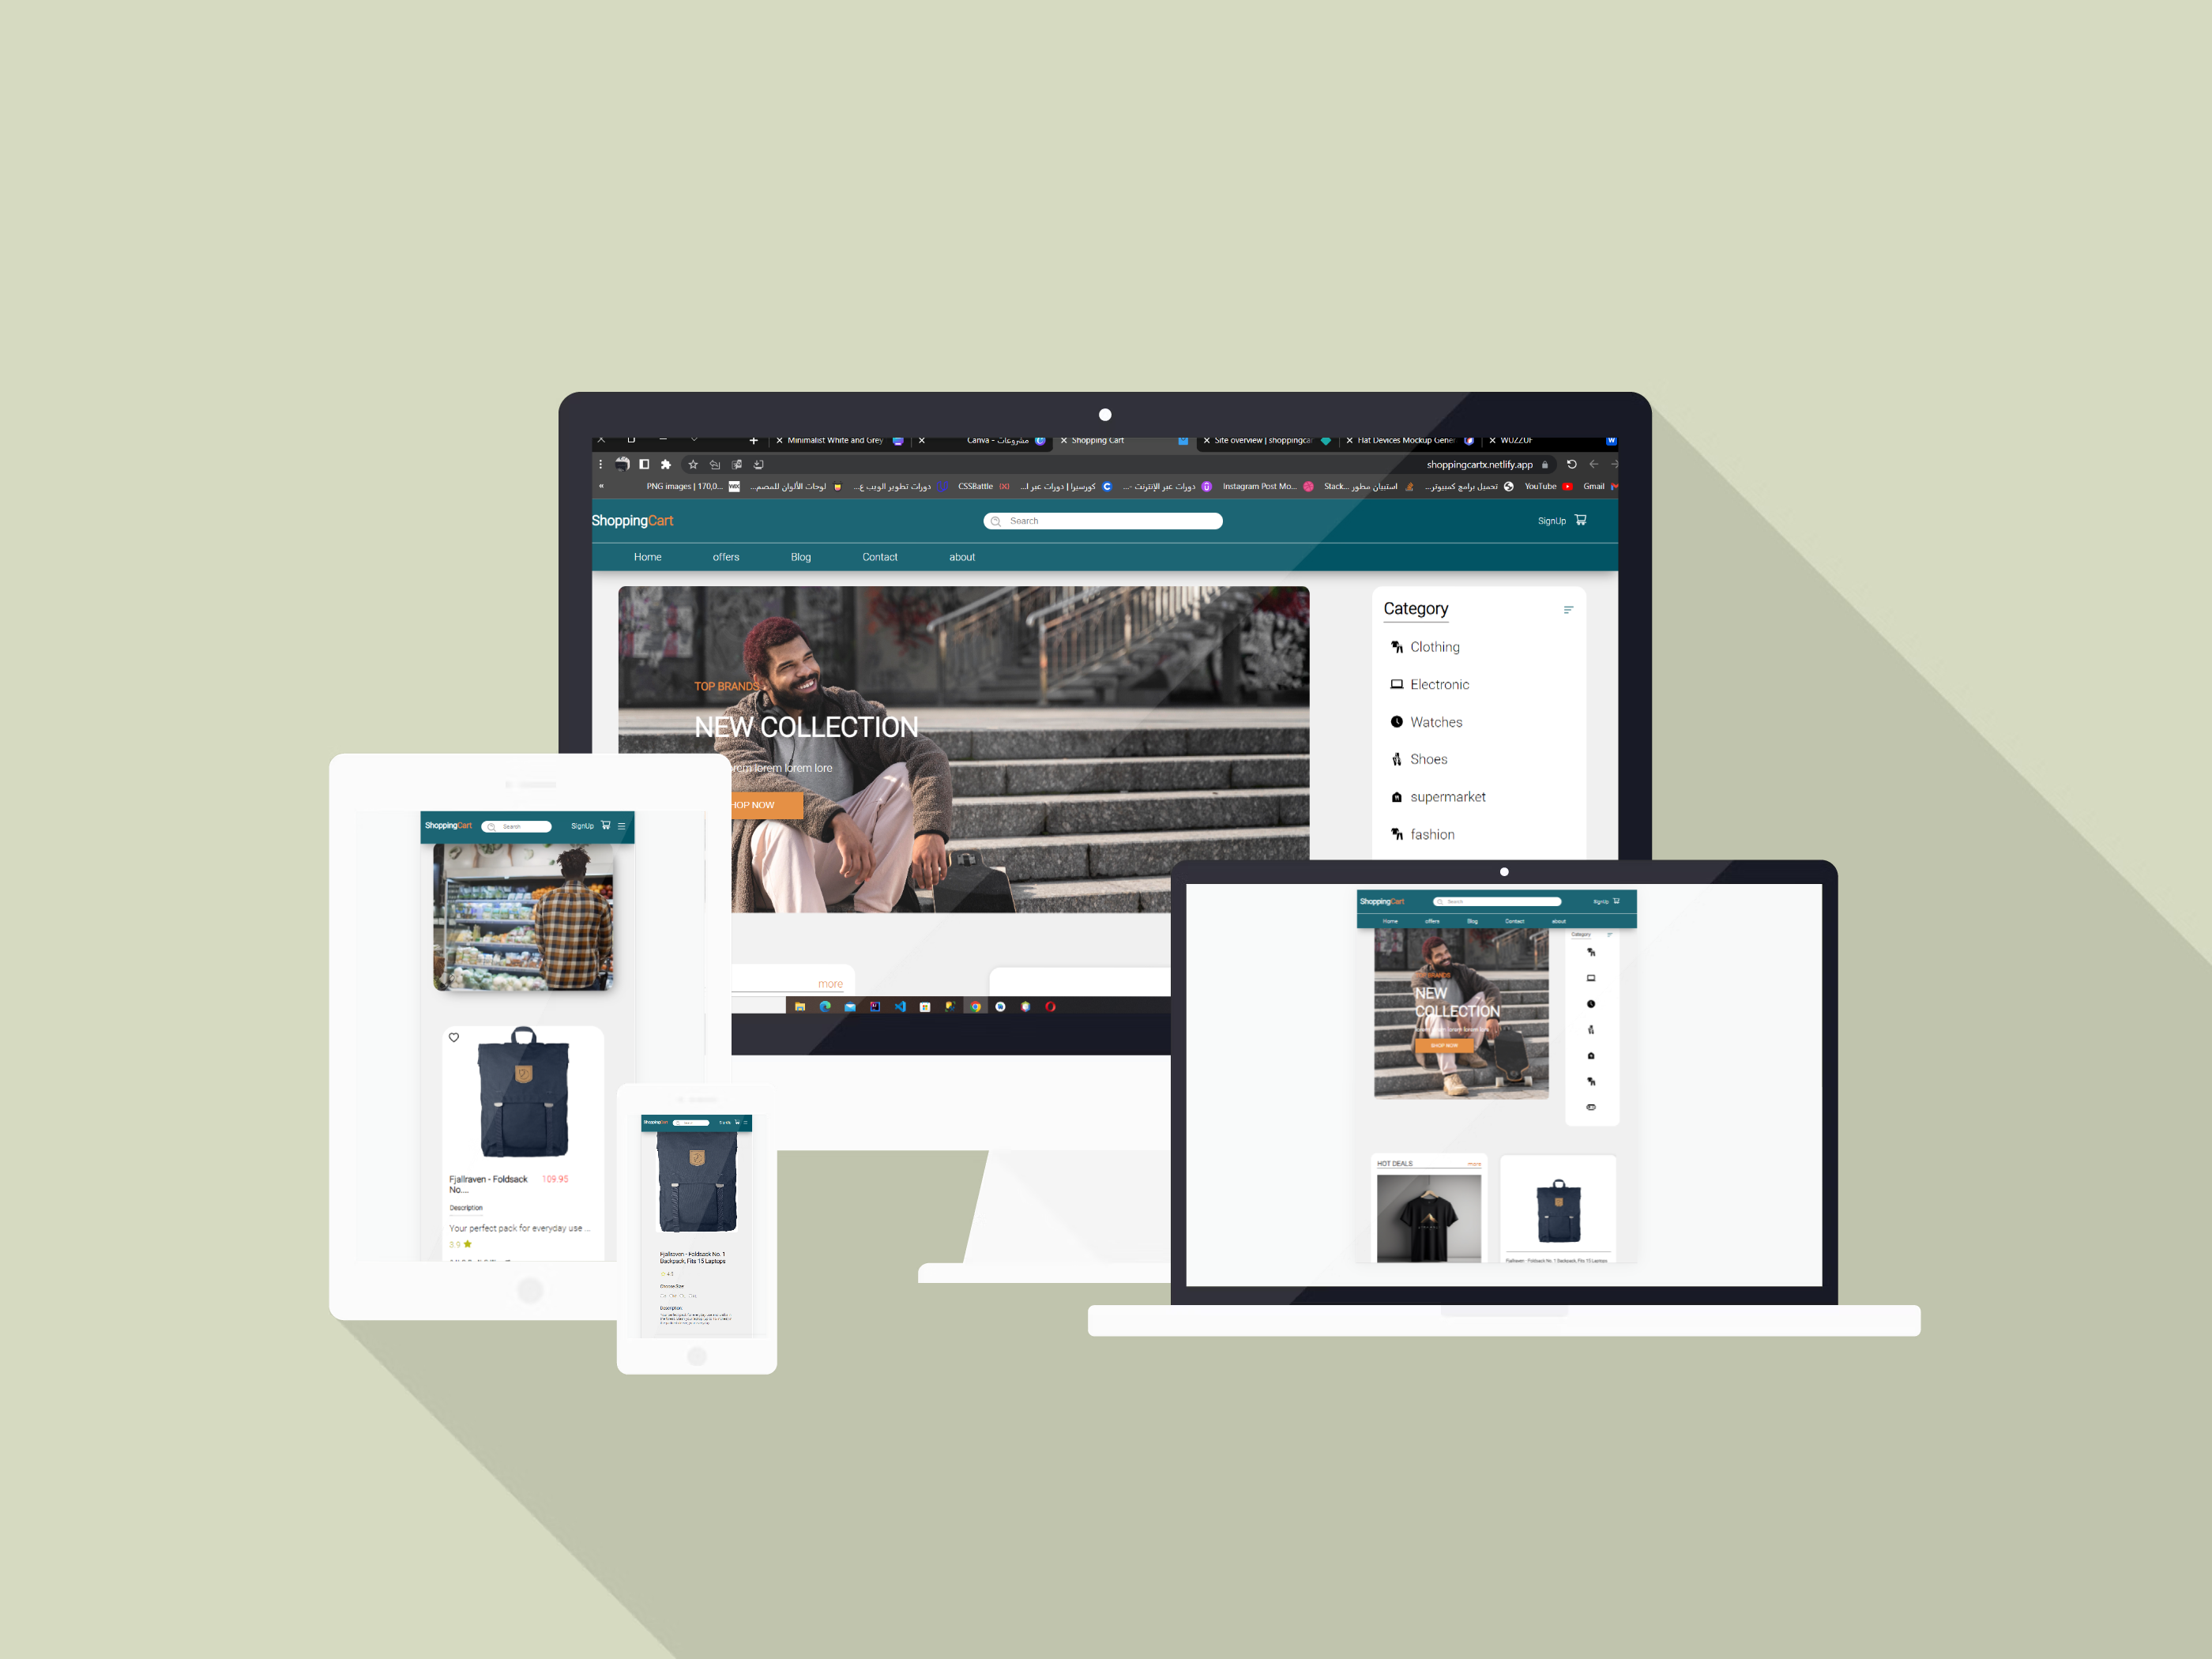 Minimalist White and Grey
Canva - مشروعات
Shopping Cart
Site overview | shoppingcar
Flat Devices Mockup Gener
WUZZUF
shoppingcartx.netlify.app
PNG images | 170,0...
لوحات الألوان للمصم...
دورات تطوير الويب ع...
CSSBattle
كورسيرا | دورات عبر ا...
دورات عبر الإنترنت -...
Instagram Post Mo...
استبيان مطور Stack...
تحميل برامج كمبيوتر...
YouTube
Gmail
ShoppingCart
Search
SignUp
Home
offers
Blog
Contact
about
TOP BRANDS
NEW COLLECTION
lorem lorem lore
HOP NOW
more
Category
Clothing
Electronic
Watches
Shoes
supermarket
fashion
ShoppingCart
Search
SignUp
Fjallraven - Foldsack
No....
109.95
Description
Your perfect pack for everyday use ...
3.9
ShoppingCart
Fjallraven - Foldsack No. 1
Backpack, Fits 15 Laptops
Choose Size
Description
ShoppingCart
Search
SignUp
Home
offers
Blog
Contact
about
TOP BRANDS
NEW
COLLECTION
SHOP NOW
Category
HOT DEALS
more
Fjallraven - Foldsack No. 1 Backpack, Fits 15 Laptops